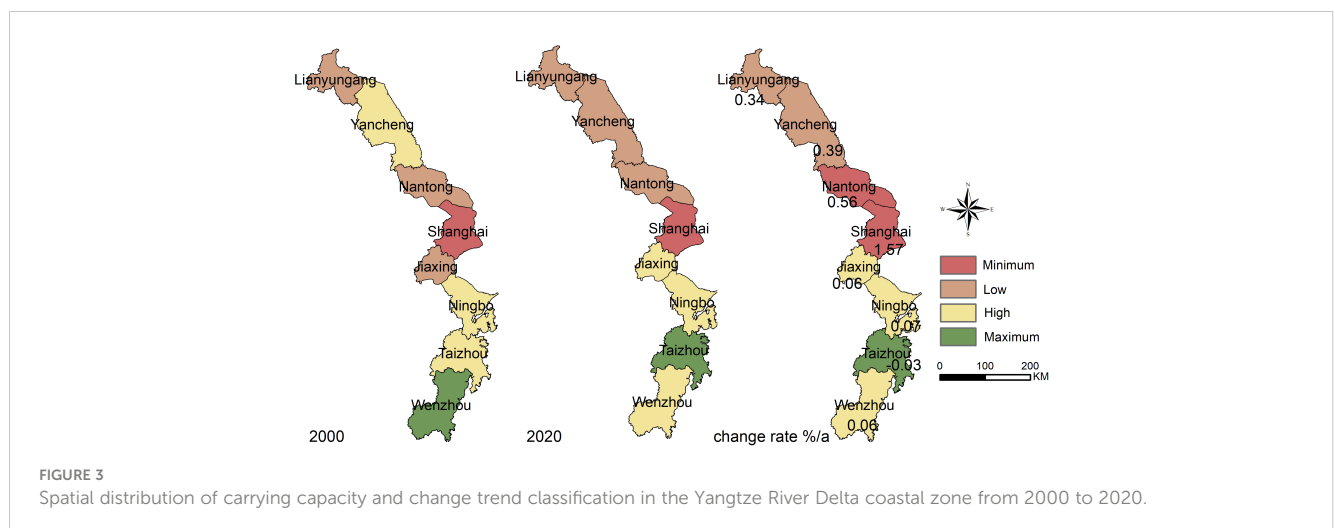 Lianyungang
Yancheng
Nantong
Shanghai
Jiaxing
Ningbo
Taizhou
Wenzhou
2000
Lianyungang
Yancheng
Nantong
Shanghai
Jiaxing
Ningbo
Taizhou
Wenzhou
2020
Lianyungang
0.34
Yancheng
0.39
Nantong
0.56
Shanghai
1.57
Jiaxing
0.06
Ningbo
0.07
Taizhou
-0.03
Wenzhou
0.06
change rate %/a
N
W E
S
Minimum
Low
High
Maximum
0 100 200
KM
FIGURE 3
Spatial distribution of carrying capacity and change trend classification in the Yangtze River Delta coastal zone from 2000 to 2020.